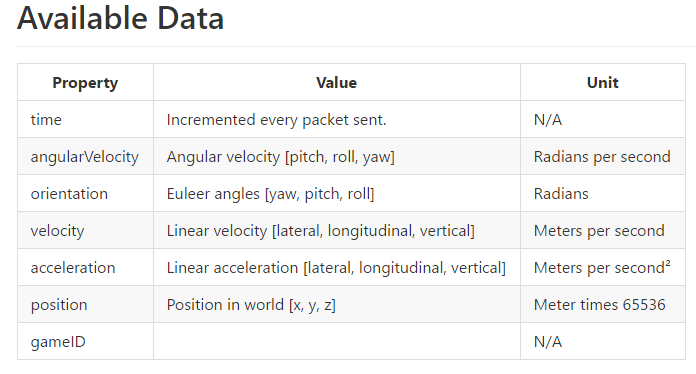 Available Data
Property Value Unit
time Incremented every packet sent. N/A
angularVelocity Angular velocity [pitch, roll, yaw] Radians per second
orientation Euleer angles [yaw, pitch, roll] Radians
velocity Linear velocity [lateral, longitudinal, vertical] Meters per second
acceleration Linear acceleration [lateral, longitudinal, vertical] Meters per second²
position Position in world [x, y, z] Meter times 65536
gameID N/A